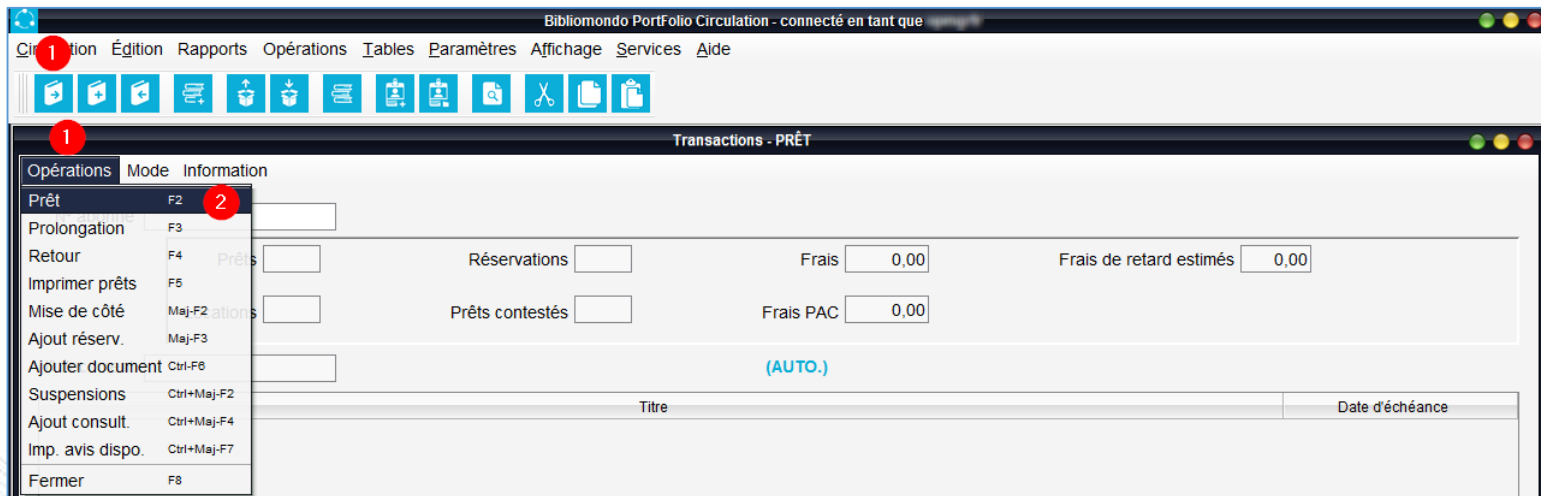 Bibliomondo PortFolio Circulation - connecté en tant que
Édition Rapports Opérations Tables Paramètres Affichage Services Aide
1
1
Transactions - PRÊT
Opérations Mode Information
Prêt F2 2
Prolongation F3
Retour F4 Prêts Réservations Frais 0,00 Frais de retard estimés 0,00
Imprimer prêts F5
Mise de côté Maj-F2 Prêts contestés Frais PAC 0,00
Ajout réserv. Maj-F3
Ajouter document Ctrl-F6 (AUTO.)
Suspensions Ctrl+Maj-F2
Titre Date d'échéance
Ajout consult. Ctrl+Maj-F4
Imp. avis dispo. Ctrl+Maj-F7
Fermer F8